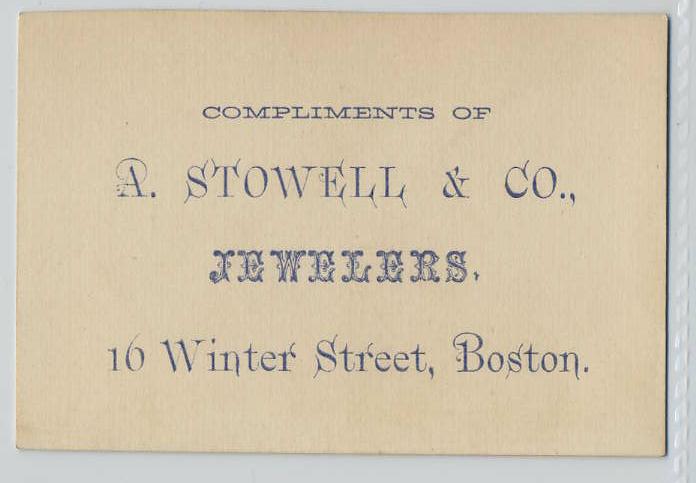 COMPLIMENTS OF
A. STOWELL & CO.,
JEWELERS.
16 Winter Street, Boston.